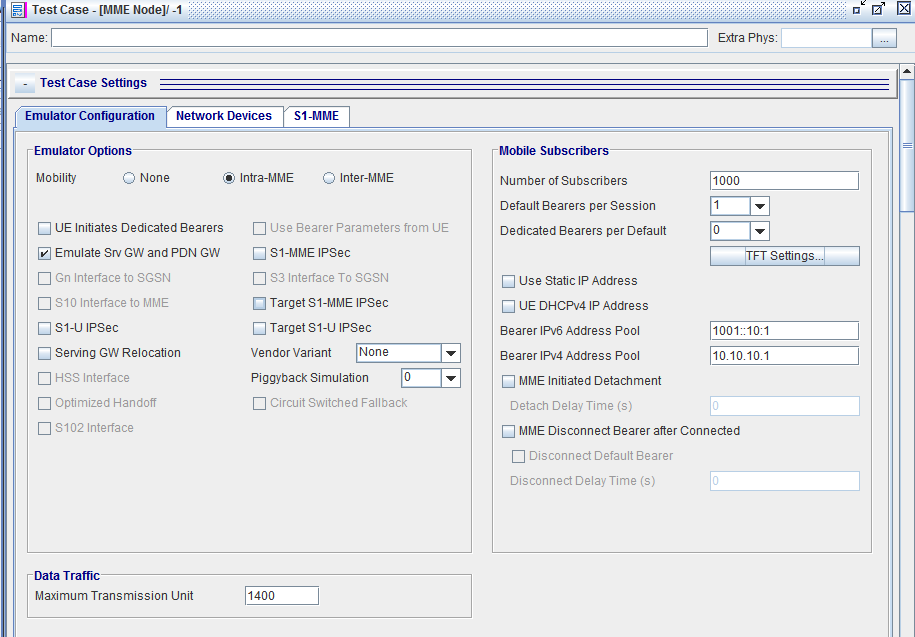 Test Case - [MME Node]/ -1
Name:
Extra Phys:
...
- Test Case Settings
Emulator Configuration
Network Devices
S1-MME
Emulator Options
Mobility
None
Intra-MME
Inter-MME
UE Initiates Dedicated Bearers
Use Bearer Parameters from UE
Emulate Srv GW and PDN GW
S1-MME IPSec
Gn Interface to SGSN
S3 Interface To SGSN
S10 Interface to MME
Target S1-MME IPSec
S1-U IPSec
Target S1-U IPSec
Serving GW Relocation
Vendor Variant
None
HSS Interface
Piggyback Simulation
0
Optimized Handoff
Circuit Switched Fallback
S102 Interface
Mobile Subscribers
Number of Subscribers
1000
Default Bearers per Session
1
Dedicated Bearers per Default
0
TFT Settings...
Use Static IP Address
UE DHCPv4 IP Address
Bearer IPv6 Address Pool
1001::10:1
Bearer IPv4 Address Pool
10.10.10.1
MME Initiated Detachment
Detach Delay Time (s)
0
MME Disconnect Bearer after Connected
Disconnect Default Bearer
Disconnect Delay Time (s)
0
Data Traffic
Maximum Transmission Unit
1400